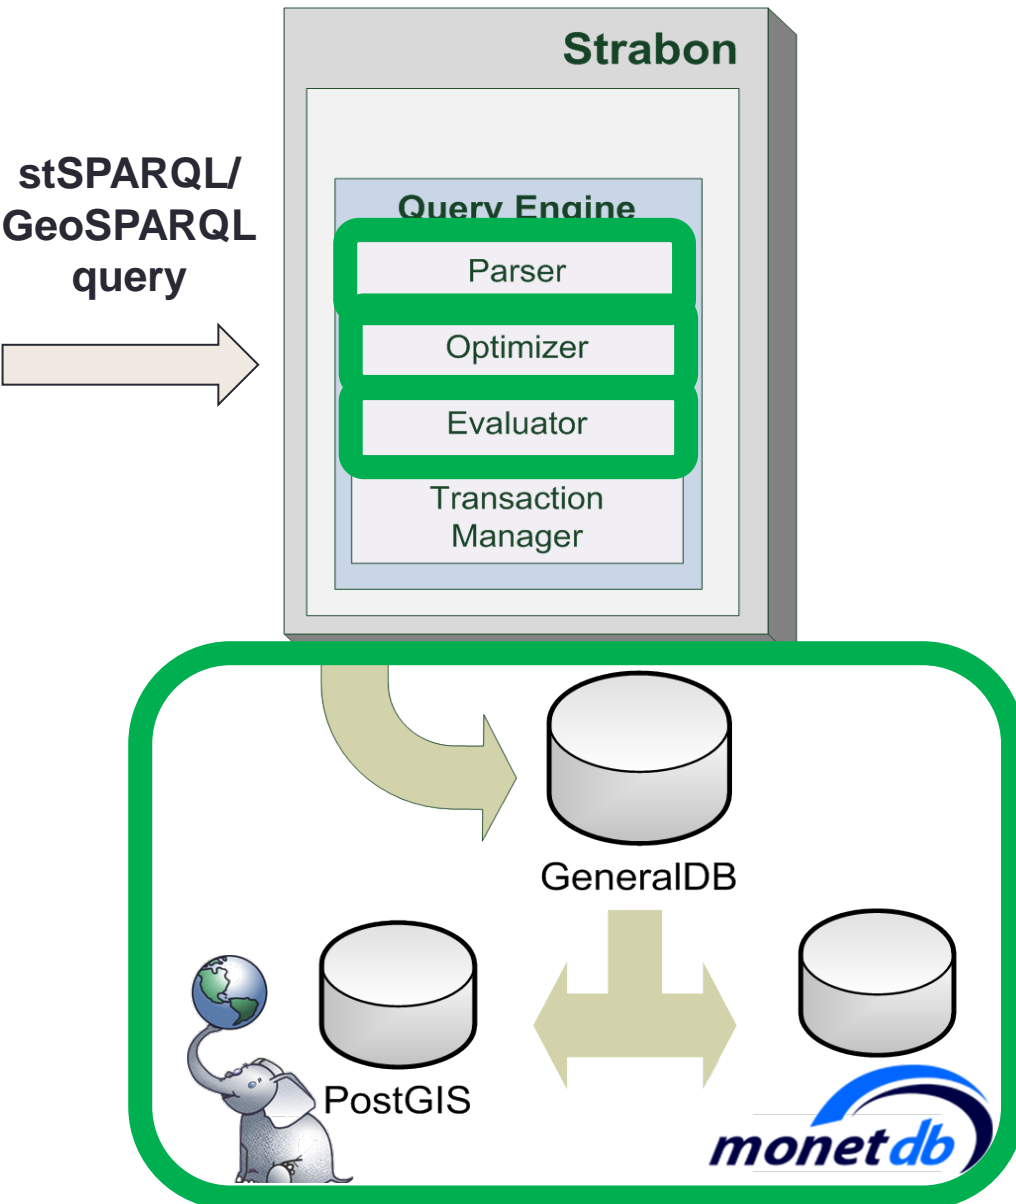 Strabon
stSPARQL/
GeoSPARQL
query
Query Engine
Parser
Optimizer
Evaluator
Transaction
Manager
GeneralDB
PostGIS
monetdb